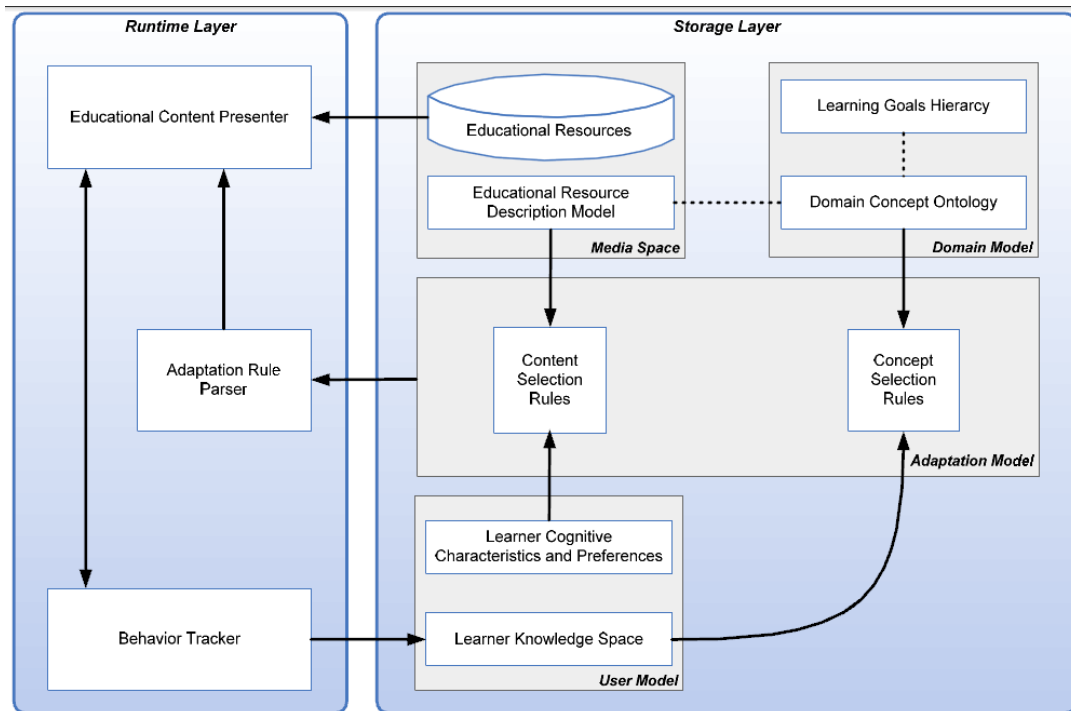 Runtime Layer
Storage Layer
Educational Content Presenter
Educational Resources
Educational Resource
Description Model
Media Space
Learning Goals Hierarcy
Domain Concept Ontology
Domain Model
Adaptation Rule
Parser
Content
Selection
Rules
Concept
Selection
Rules
Adaptation Model
Learner Cognitive
Characteristics and Preferences
Behavior Tracker
Learner Knowledge Space
User Model